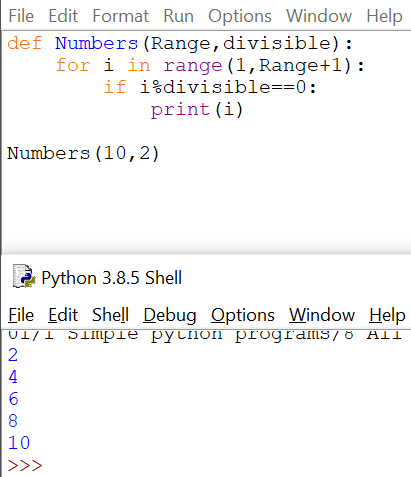 File Edit Format Run Options Window Help
def Numbers(Range,divisible):
    for i in range(1,Range+1):
        if i%divisible==0:
            print(i)
Numbers(10,2)
Python 3.8.5 Shell
File Edit Shell Debug Options Window Help
01/1 Simple python programs/8 All
2
4
6
8
10
>>>